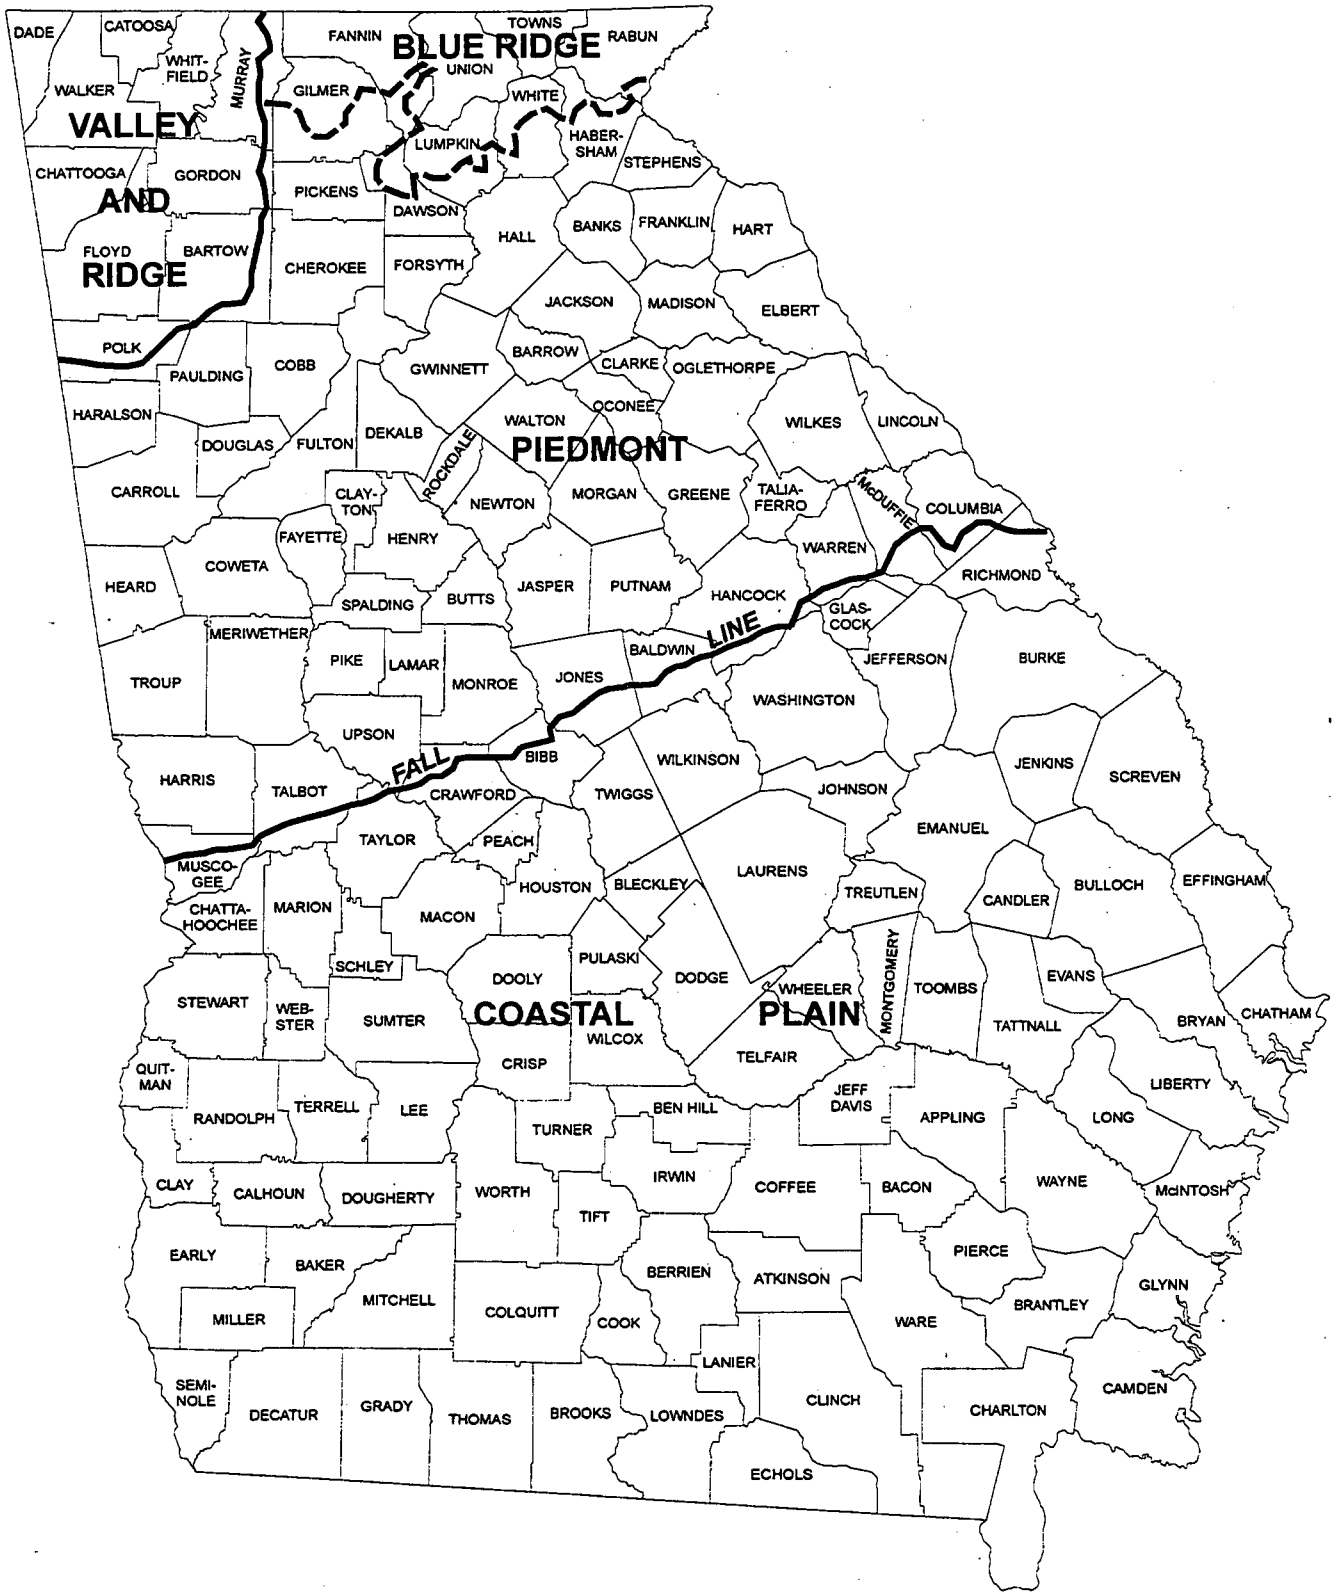 DADE
CATOOSA
WHIT-
FIELD
MURRAY
FANNIN
TOWNS
RABUN
BLUE RIDGE
UNION
WALKER
GILMER
WHITE
VALLEY
LUMPKIN
HABER-
SHAM
STEPHENS
CHATTOOGA
GORDON
PICKENS
AND
DAWSON
HALL
BANKS
FRANKLIN
HART
FLOYD
BARTOW
CHEROKEE
FORSYTH
RIDGE
JACKSON
MADISON
ELBERT
POLK
PAULDING
COBB
GWINNETT
BARROW
CLARKE
OGLETHORPE
HARALSON
DOUGLAS
FULTON
DEKALB
ROCKDALE
WALTON
OCONEE
WILKES
LINCOLN
PIEDMONT
CARROLL
CLAY-
TON
NEWTON
MORGAN
GREENE
TALIA-
FERRO
McDUFFIE
COLUMBIA
FAYETTE
HENRY
WARREN
HEARD
COWETA
SPALDING
BUTTS
JASPER
PUTNAM
HANCOCK
GLAS-
COCK
RICHMOND
MERIWETHER
PIKE
LAMAR
MONROE
JONES
BALDWIN
LINE
JEFFERSON
BURKE
TROUP
UPSON
WASHINGTON
HARRIS
TALBOT
FALL
CRAWFORD
BIBB
TWIGGS
WILKINSON
JOHNSON
JENKINS
SCREVEN
MUSCO-
GEE
TAYLOR
PEACH
EMANUEL
CHATTA-
HOOCHEE
MARION
MACON
HOUSTON
BLECKLEY
LAURENS
TREUTLEN
CANDLER
BULLOCH
EFFINGHAM
SCHLEY
DOOLY
PULASKI
DODGE
WHEELER
MONTGOMERY
TOOMBS
EVANS
STEWART
WEB-
STER
SUMTER
COASTAL
PLAIN
TATTNALL
BRYAN
CHATHAM
WILCOX
CRISP
TELFAIR
QUIT-
MAN
RANDOLPH
TERRELL
LEE
TURNER
BEN HILL
JEFF
DAVIS
APPLING
LONG
LIBERTY
CLAY
CALHOUN
DOUGHERTY
WORTH
TIFT
IRWIN
COFFEE
BACON
WAYNE
McINTOSH
EARLY
BAKER
MITCHELL
BERRIEN
ATKINSON
PIERCE
MILLER
COLQUITT
COOK
WARE
BRANTLEY
GLYNN
SEMI-
NOLE
DECATUR
GRADY
THOMAS
BROOKS
LANIER
LOWNDES
CLINCH
ECHOLS
CHARLTON
CAMDEN